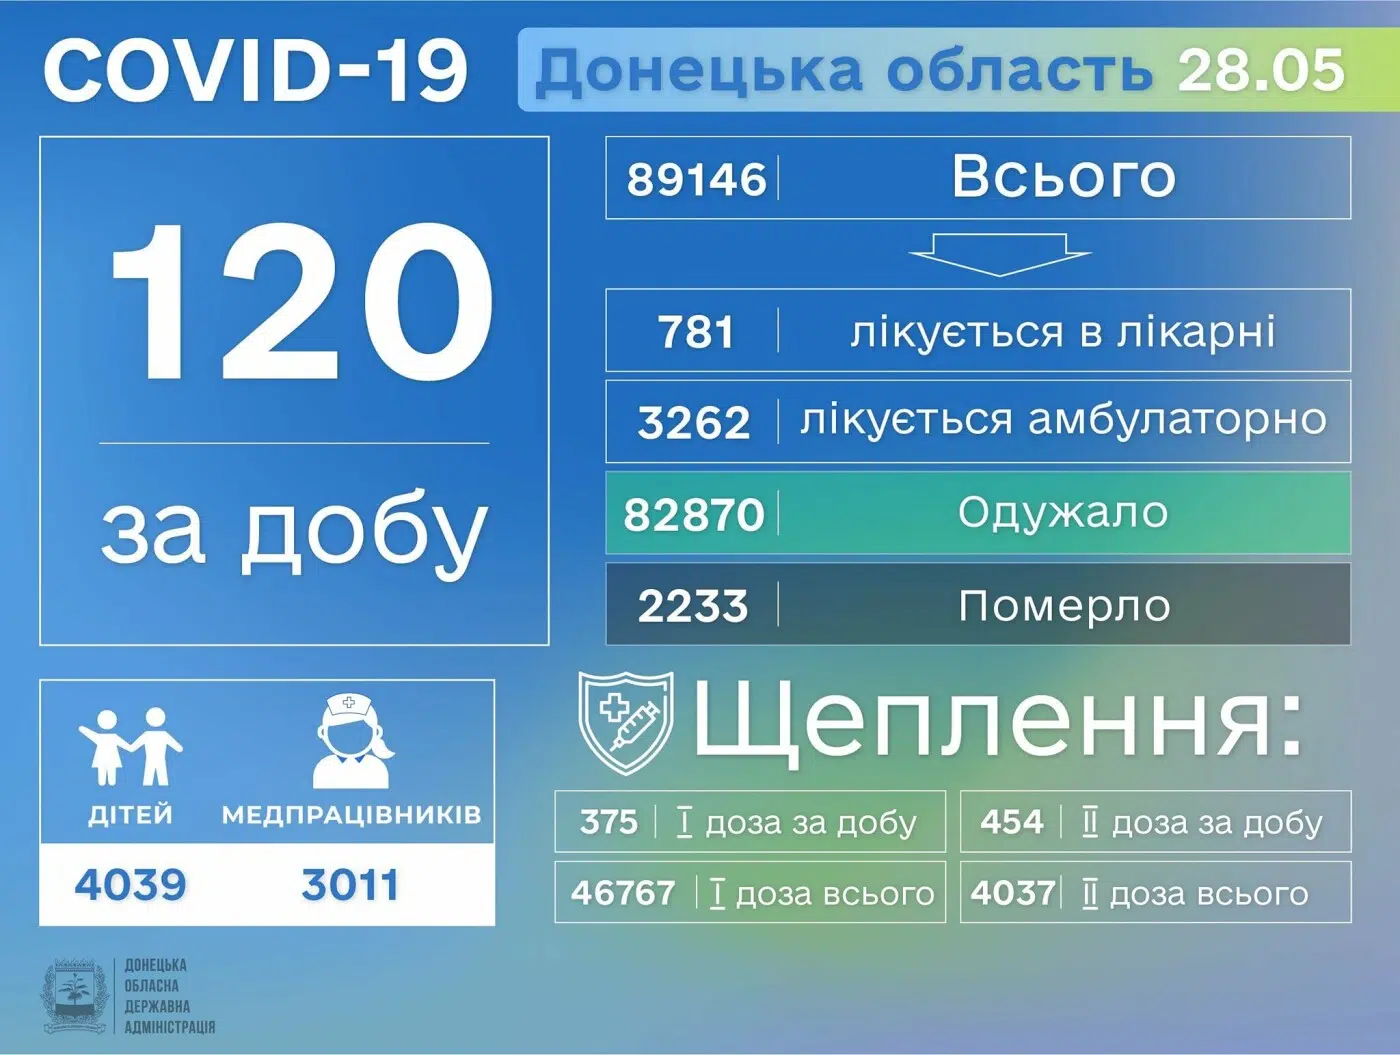 COVID-19
Донецька область 28.05
120
за добу
89146 Всього
781 лікується в лікарні
3262 лікується амбулаторно
82870 Одужало
2233 Померло
ДІТЕЙ МЕДПРАЦІВНИКІВ
4039 3011
Щеплення:
375 I доза за добу
454 II доза за добу
46767 I доза всього
4037 II доза всього
ДОНЕЦЬКА
ОБЛАСНА
ДЕРЖАВНА
АДМІНІСТРАЦІЯ